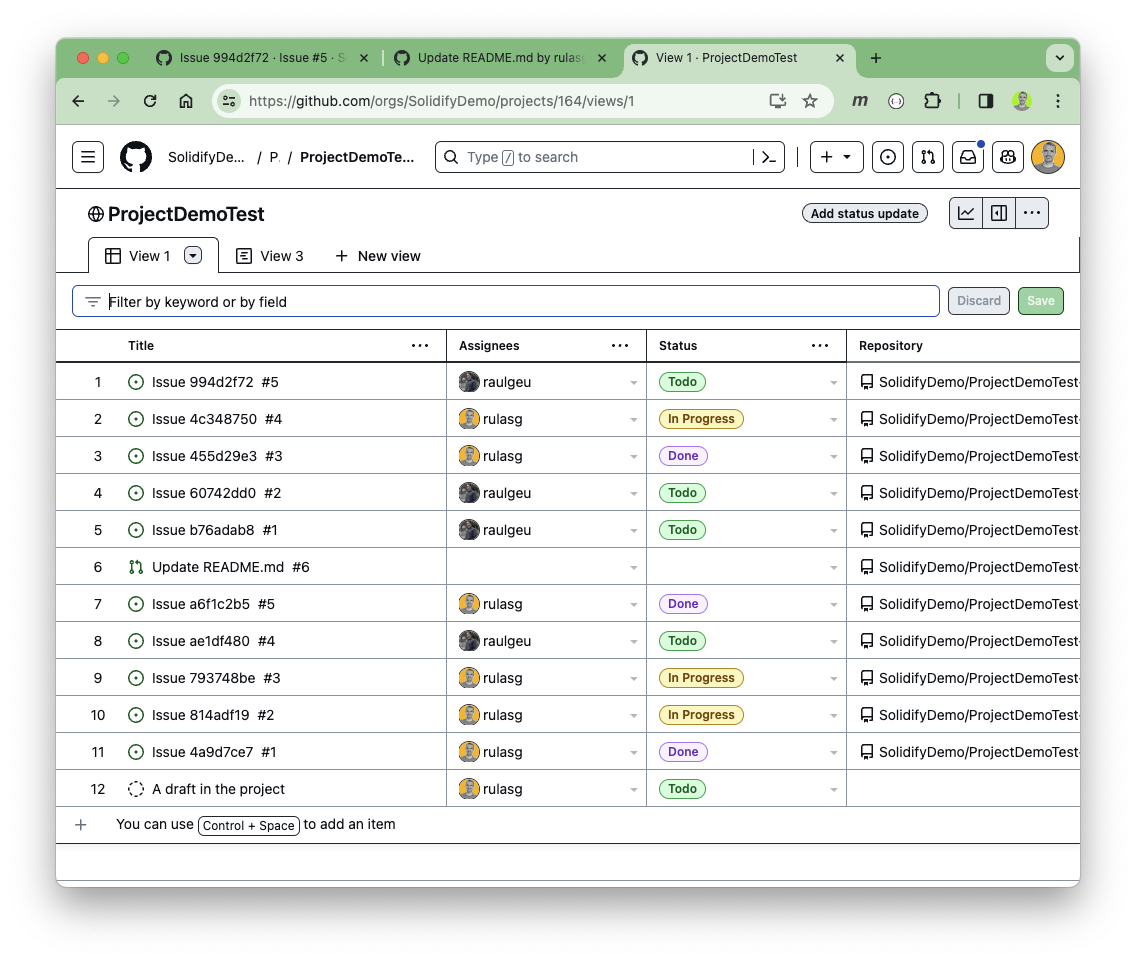 Issue 994d2f72 · Issue #5 · S
Update README.md by rulasg
View 1 · ProjectDemoTest
https://github.com/orgs/SolidifyDemo/projects/164/views/1
SolidifyDe... / P. / ProjectDemoTe...
Type / to search
ProjectDemoTest
Add status update
View 1
View 3
New view
Filter by keyword or by field
Discard
Save
Title Assignees Status Repository
1 Issue 994d2f72 #5 raulgeu Todo SolidifyDemo/ProjectDemoTest-
2 Issue 4c348750 #4 rulasg In Progress SolidifyDemo/ProjectDemoTest-
3 Issue 455d29e3 #3 rulasg Done SolidifyDemo/ProjectDemoTest-
4 Issue 60742dd0 #2 raulgeu Todo SolidifyDemo/ProjectDemoTest-
5 Issue b76adab8 #1 raulgeu Todo SolidifyDemo/ProjectDemoTest-
6 Update README.md #6 SolidifyDemo/ProjectDemoTest-
7 Issue a6f1c2b5 #5 rulasg Done SolidifyDemo/ProjectDemoTest-
8 Issue ae1df480 #4 raulgeu Todo SolidifyDemo/ProjectDemoTest-
9 Issue 793748be #3 rulasg In Progress SolidifyDemo/ProjectDemoTest-
10 Issue 814adf19 #2 rulasg In Progress SolidifyDemo/ProjectDemoTest-
11 Issue 4a9d7ce7 #1 rulasg Done SolidifyDemo/ProjectDemoTest-
12 A draft in the project rulasg Todo
You can use Control + Space to add an item